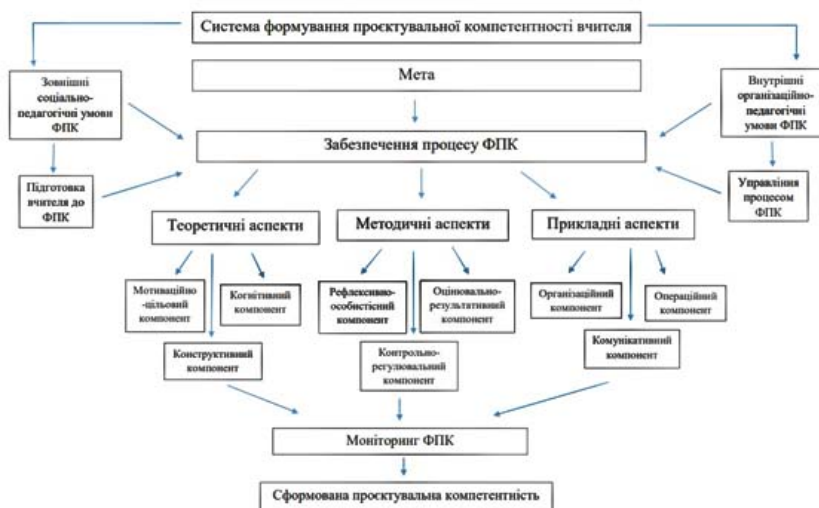 Система формування проєктувальної компетентності вчителя
Зовнішні
соціально-
педагогічні умови
ФПК
Мета
Внутрішні
організаційно-
педагогічні
умови ФПК
Забезпечення процесу ФПК
Підготовка
вчителя до
ФПК
Управління
процесом
ФПК
Теоретичні аспекти
Методичні аспекти
Прикладні аспекти
Мотиваційно
-цільовий
компонент
Когнітивний
компонент
Рефлексивно-
особистісний
компонент
Оцінювально-
результативний
компонент
Організаційний
компонент
Операційний
компонент
Конструктивний
компонент
Контрольно-
регулювальний
компонент
Комунікативний
компонент
Моніторинг ФПК
Сформована проєктувальна компетентність